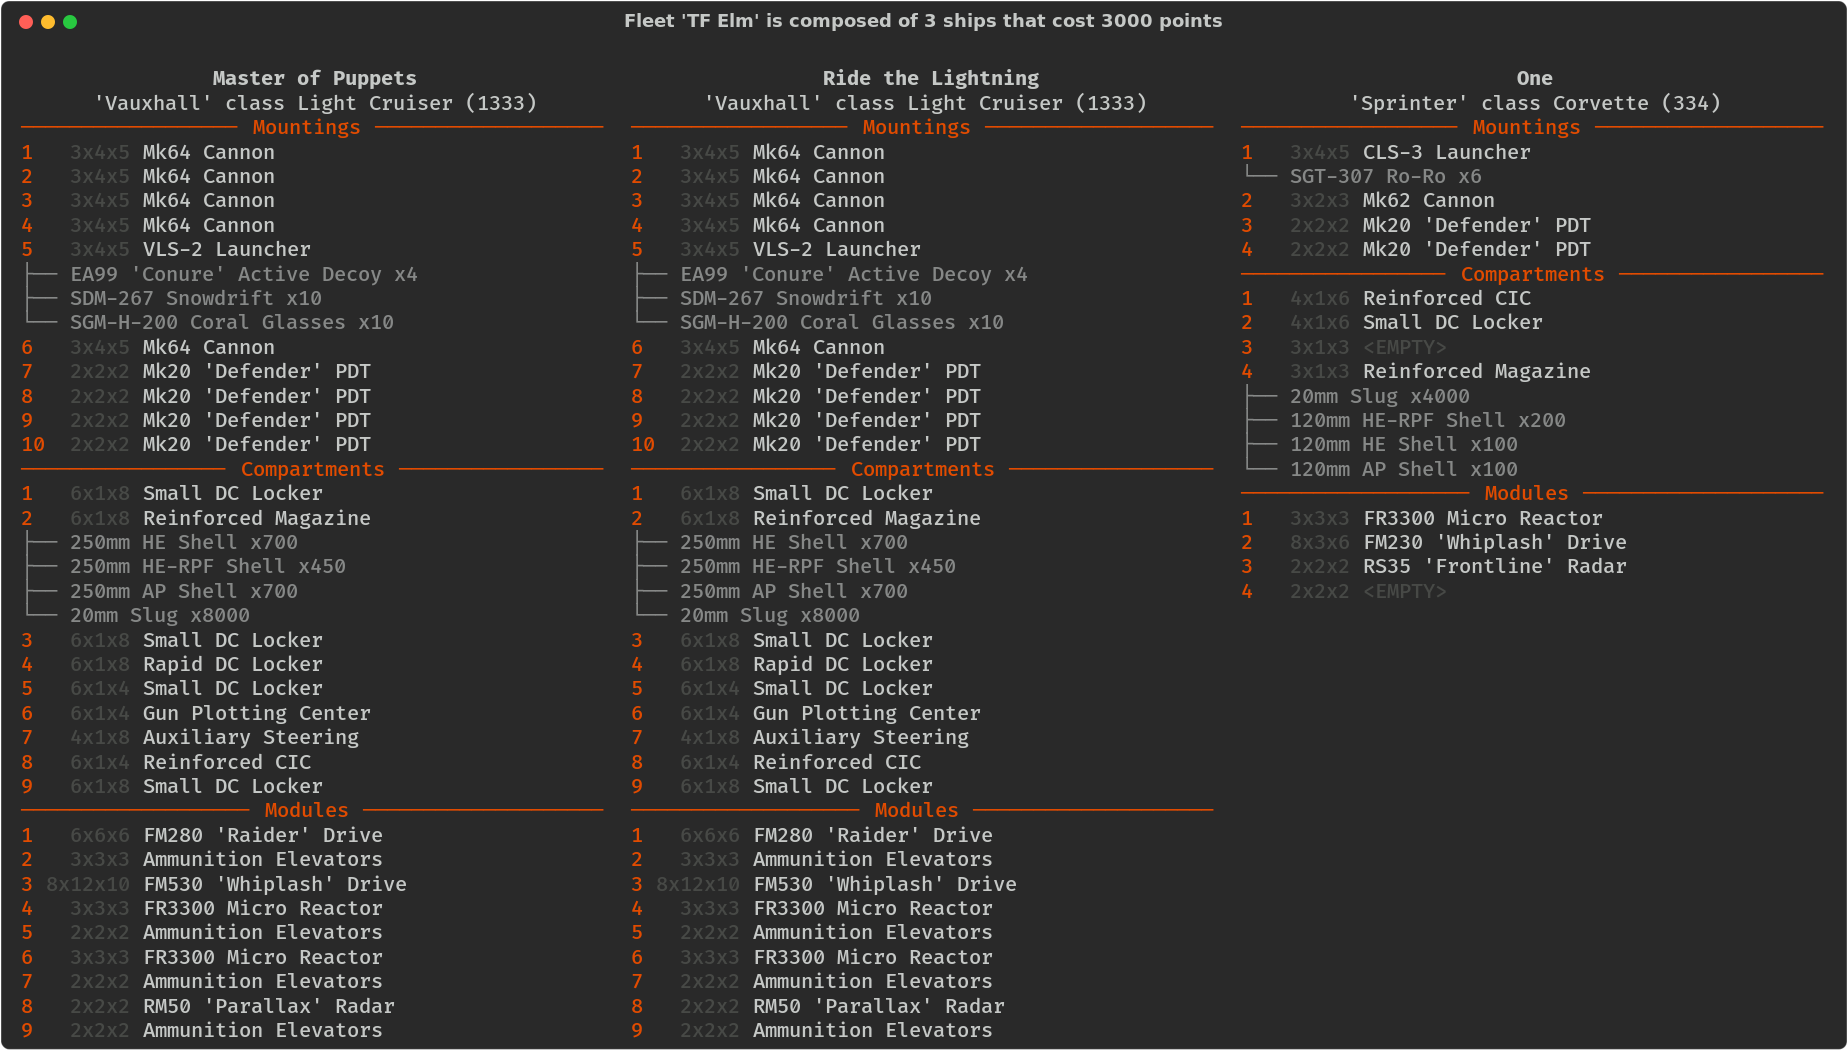 Fleet 'TF Elm' is composed of 3 ships that cost 3000 points
Master of Puppets
'Vauxhall' class Light Cruiser (1333)
Mountings
1 3x4x5 Mk64 Cannon
2 3x4x5 Mk64 Cannon
3 3x4x5 Mk64 Cannon
4 3x4x5 Mk64 Cannon
5 3x4x5 VLS-2 Launcher
EA99 'Conure' Active Decoy x4
SDM-267 Snowdrift x10
SGM-H-200 Coral Glasses x10
6 3x4x5 Mk64 Cannon
7 2x2x2 Mk20 'Defender' PDT
8 2x2x2 Mk20 'Defender' PDT
9 2x2x2 Mk20 'Defender' PDT
10 2x2x2 Mk20 'Defender' PDT
Compartments
1 6x1x8 Small DC Locker
2 6x1x8 Reinforced Magazine
250mm HE Shell x700
250mm HE-RPF Shell x450
250mm AP Shell x700
20mm Slug x8000
3 6x1x8 Small DC Locker
4 6x1x8 Rapid DC Locker
5 6x1x4 Small DC Locker
6 6x1x4 Gun Plotting Center
7 4x1x8 Auxiliary Steering
8 6x1x4 Reinforced CIC
9 6x1x8 Small DC Locker
Modules
1 6x6x6 FM280 'Raider' Drive
2 3x3x3 Ammunition Elevators
3 8x12x10 FM530 'Whiplash' Drive
4 3x3x3 FR3300 Micro Reactor
5 2x2x2 Ammunition Elevators
6 3x3x3 FR3300 Micro Reactor
7 2x2x2 Ammunition Elevators
8 2x2x2 RM50 'Parallax' Radar
9 2x2x2 Ammunition Elevators
Ride the Lightning
'Vauxhall' class Light Cruiser (1333)
Mountings
1 3x4x5 Mk64 Cannon
2 3x4x5 Mk64 Cannon
3 3x4x5 Mk64 Cannon
4 3x4x5 Mk64 Cannon
5 3x4x5 VLS-2 Launcher
EA99 'Conure' Active Decoy x4
SDM-267 Snowdrift x10
SGM-H-200 Coral Glasses x10
6 3x4x5 Mk64 Cannon
7 2x2x2 Mk20 'Defender' PDT
8 2x2x2 Mk20 'Defender' PDT
9 2x2x2 Mk20 'Defender' PDT
10 2x2x2 Mk20 'Defender' PDT
Compartments
1 6x1x8 Small DC Locker
2 6x1x8 Reinforced Magazine
250mm HE Shell x700
250mm HE-RPF Shell x450
250mm AP Shell x700
20mm Slug x8000
3 6x1x8 Small DC Locker
4 6x1x8 Rapid DC Locker
5 6x1x4 Small DC Locker
6 6x1x4 Gun Plotting Center
7 4x1x8 Auxiliary Steering
8 6x1x4 Reinforced CIC
9 6x1x8 Small DC Locker
Modules
1 6x6x6 FM280 'Raider' Drive
2 3x3x3 Ammunition Elevators
3 8x12x10 FM530 'Whiplash' Drive
4 3x3x3 FR3300 Micro Reactor
5 2x2x2 Ammunition Elevators
6 3x3x3 FR3300 Micro Reactor
7 2x2x2 Ammunition Elevators
8 2x2x2 RM50 'Parallax' Radar
9 2x2x2 Ammunition Elevators
One
'Sprinter' class Corvette (334)
Mountings
1 3x4x5 CLS-3 Launcher
SGT-307 Ro-Ro x6
2 3x2x3 Mk62 Cannon
3 2x2x2 Mk20 'Defender' PDT
4 2x2x2 Mk20 'Defender' PDT
Compartments
1 4x1x6 Reinforced CIC
2 4x1x6 Small DC Locker
3 3x1x3 <EMPTY>
4 3x1x3 Reinforced Magazine
20mm Slug x4000
120mm HE-RPF Shell x200
120mm HE Shell x100
120mm AP Shell x100
Modules
1 3x3x3 FR3300 Micro Reactor
2 8x3x6 FM230 'Whiplash' Drive
3 2x2x2 RS35 'Frontline' Radar
4 2x2x2 <EMPTY>